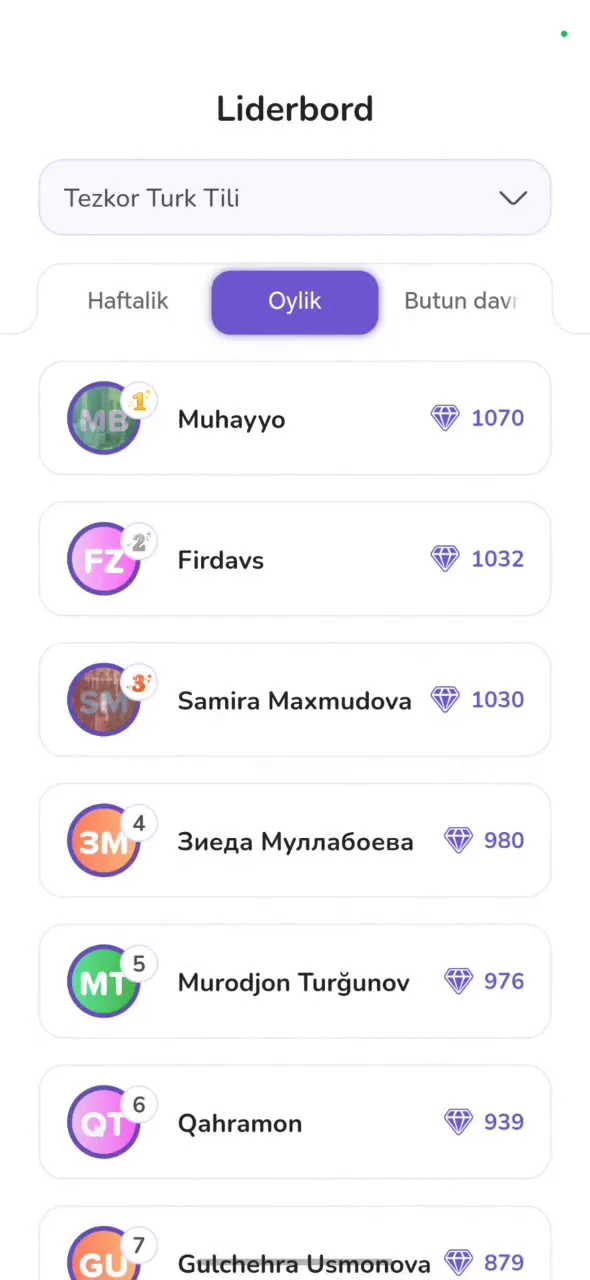 Liderbord
Tezkor Turk Tili
Haftalik Oylik Butun davr
MB 1 Muhayyo 1070
FZ 2 Firdavs 1032
SM 3 Samira Maxmudova 1030
ЗМ 4 Зиеда Муллабоева 980
MT 5 Murodjon Turğunov 976
QT 6 Qahramon 939
GU 7 Gulchehra Usmonova 879